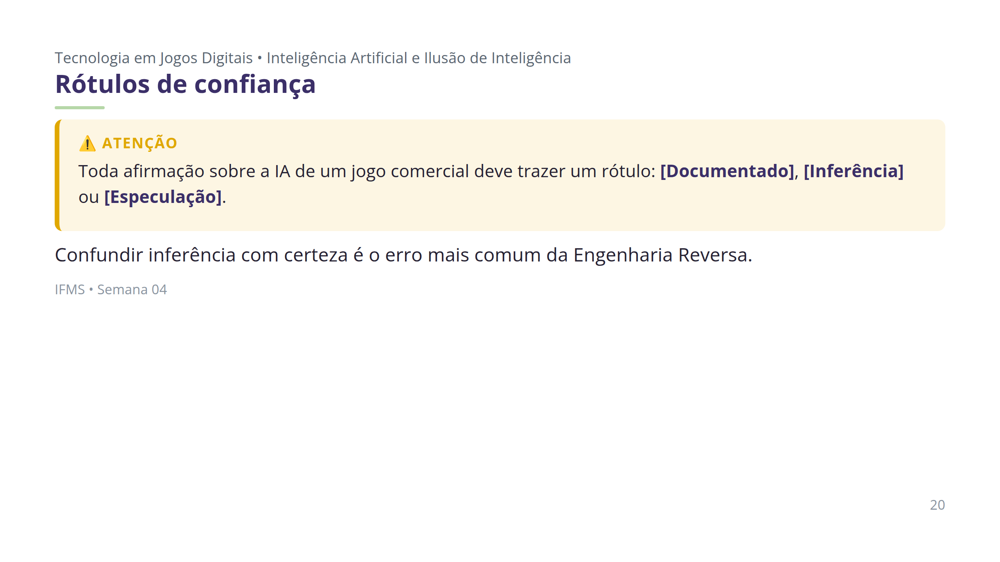 Tecnologia em Jogos Digitais • Inteligência Artificial e Ilusão de Inteligência
Rótulos de confiança
⚠️ ATENÇÃO
Toda afirmação sobre a IA de um jogo comercial deve trazer um rótulo: [Documentado], [Inferência]
ou [Especulação].
Confundir inferência com certeza é o erro mais comum da Engenharia Reversa.
IFMS • Semana 04
20